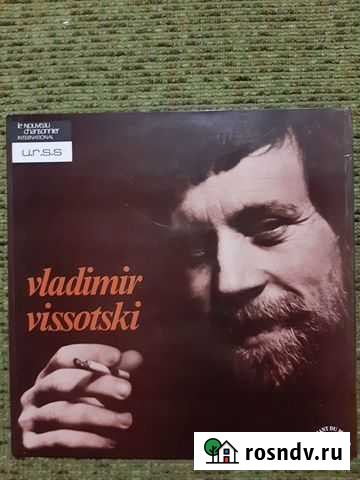 le NOUVEAU
chansonnier
INTERNATIONAL
u.r.s.s
vladimir
vissotski
rosndv.ru